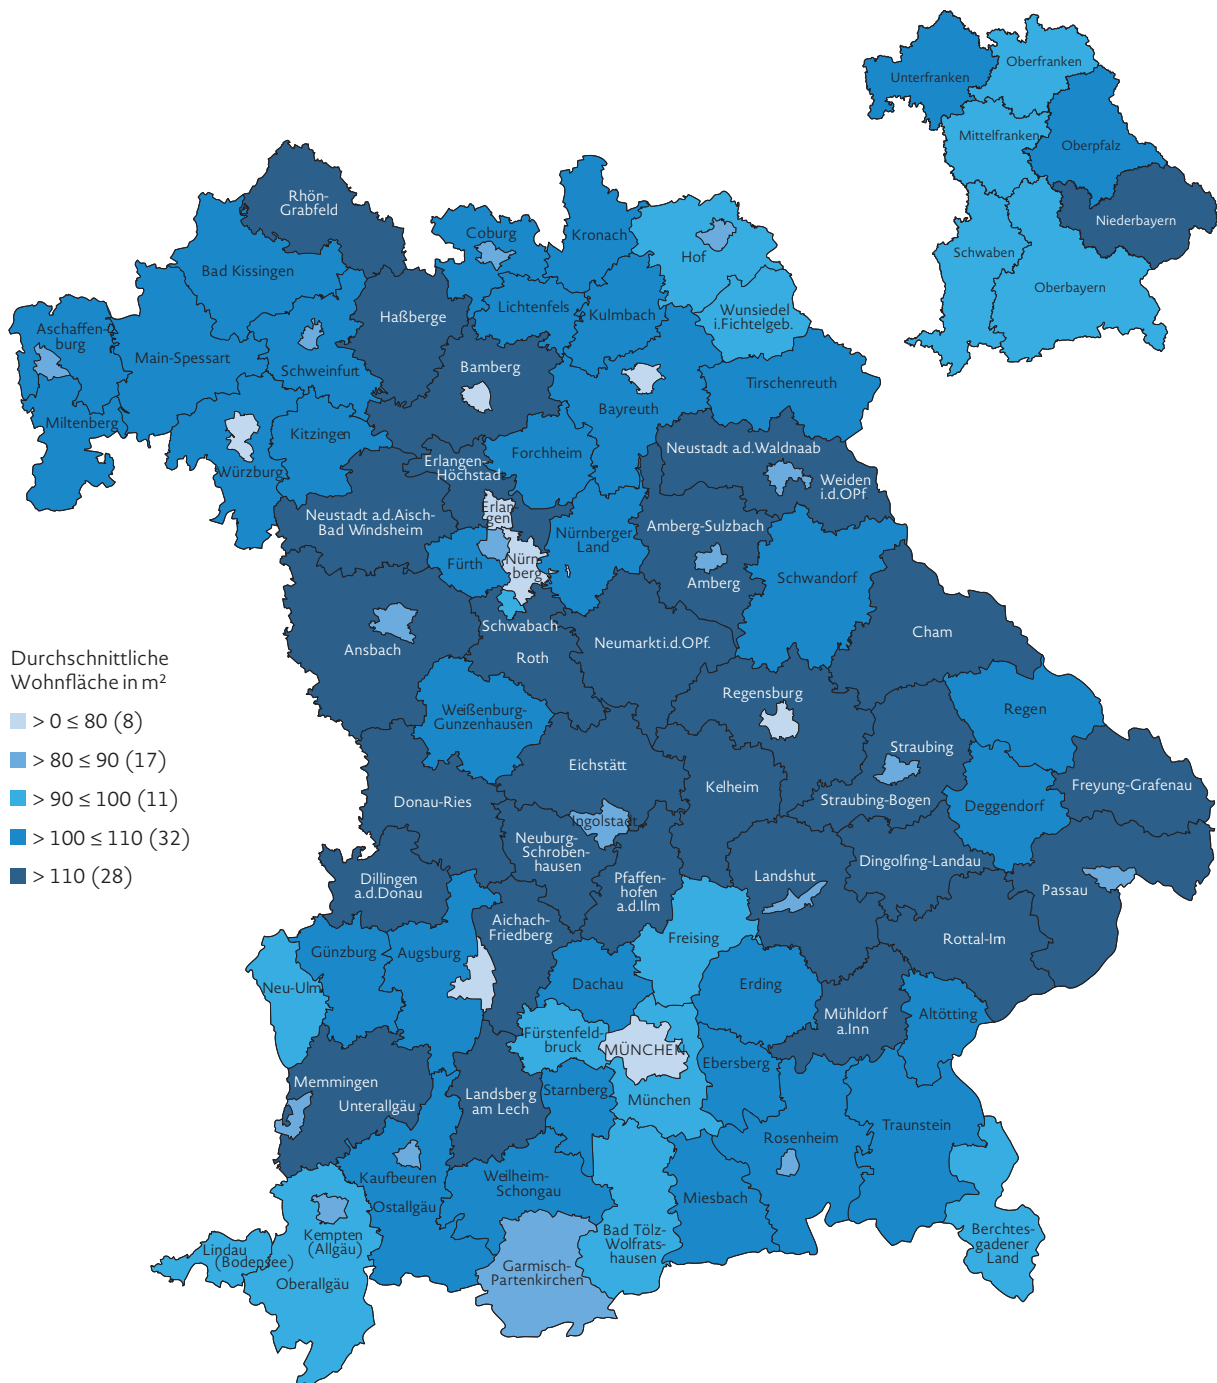 Oberfranken
Unterfranken
Mittelfranken
Oberpfalz
Niederbayern
Schwaben
Oberbayern
Rhön-
Grabfeld
Coburg
Kronach
Hof
Bad Kissingen
Lichtenfels
Kulmbach
Wunsiedel
i.Fichtelgeb.
Haßberge
Aschaffen-
burg
Main-Spessart
Schweinfurt
Bamberg
Tirschenreuth
Bayreuth
Miltenberg
Kitzingen
Würzburg
Forchheim
Erlangen-
Höchstad
Neustadt a.d.Waldnaab
Weiden
i.d.OPf
Neustadt a.d.Aisch-
Bad Windsheim
Erlan-
gen
Nürnberger
Land
Amberg-Sulzbach
Fürth
Nürn-
berg
Amberg
Schwandorf
Schwabach
Ansbach
Roth
Neumarkt i.d.OPf.
Cham
Durchschnittliche
Wohnfläche in m²
> 0 ≤ 80 (8)
> 80 ≤ 90 (17)
> 90 ≤ 100 (11)
> 100 ≤ 110 (32)
> 110 (28)
Regensburg
Weißenburg-
Gunzenhausen
Regen
Straubing
Eichstätt
Kelheim
Freyung-Grafenau
Donau-Ries
Straubing-Bogen
Deggendorf
Ingolstadt
Neuburg-
Schroben-
hausen
Dingolfing-Landau
Dillingen
a.d.Donau
Pfaffen-
hofen
a.d.Ilm
Landshut
Passau
Aichach-
Friedberg
Freising
Rottal-Inn
Günzburg
Augsburg
Neu-Ulm
Dachau
Erding
Mühldorf
a.Inn
Altötting
Fürstenfeld-
bruck
MÜNCHEN
Ebersberg
Memmingen
Unterallgäu
Landsberg
am Lech
Starnberg
München
Traunstein
Rosenheim
Kaufbeuren
Ostallgäu
Weilheim-
Schongau
Miesbach
Kempten
(Allgäu)
Bad Tölz-
Wolfrats-
hausen
Berchtes-
gadener
Land
Lindau
(Bodensee)
Oberallgäu
Garmisch-
Partenkirchen